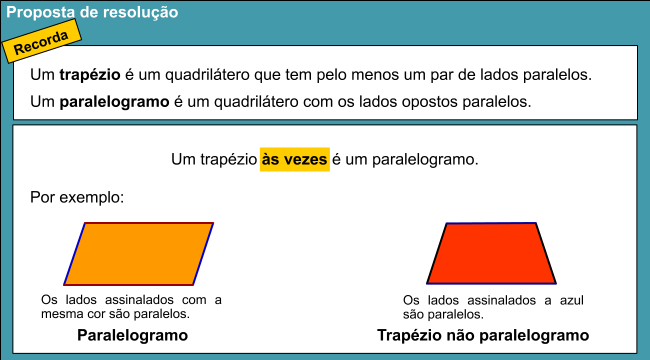 Proposta de resolução
Recorda
Um trapézio é um quadrilátero que tem pelo menos um par de lados paralelos.
Um paralelogramo é um quadrilátero com os lados opostos paralelos.
Um trapézio às vezes é um paralelogramo.
Por exemplo:
Os lados assinalados com a
mesma cor são paralelos.
Paralelogramo
Os lados assinalados a azul
são paralelos.
Trapézio não paralelogramo